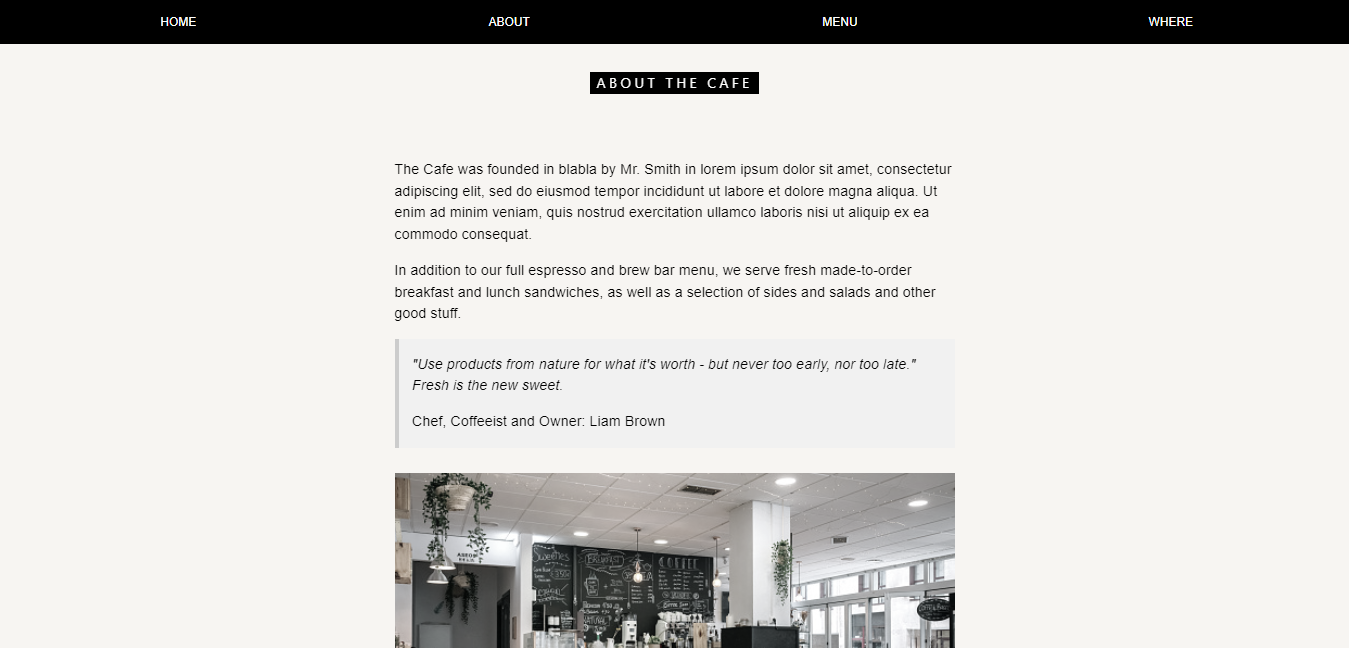 HOME ABOUT MENU WHERE
ABOUT THE CAFE
The Cafe was founded in blabla by Mr. Smith in lorem ipsum dolor sit amet, consectetur
adipiscing elit, sed do eiusmod tempor incididunt ut labore et dolore magna aliqua. Ut
enim ad minim veniam, quis nostrud exercitation ullamco laboris nisi ut aliquip ex ea
commodo consequat.
In addition to our full espresso and brew bar menu, we serve fresh made-to-order
breakfast and lunch sandwiches, as well as a selection of sides and salads and other
good stuff.
"Use products from nature for what it's worth - but never too early, nor too late."
Fresh is the new sweet.
Chef, Coffeeist and Owner: Liam Brown
Sweeties
BREAKFAST
COFFEE
NATURAL